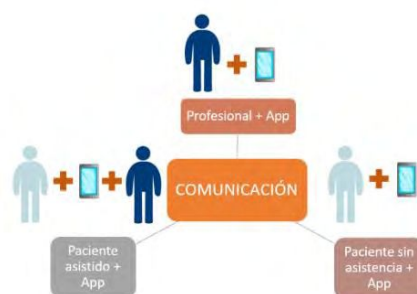 Profesional + App
COMUNICACIÓN
Paciente
asistido +
App
Paciente sin
asistencia +
App